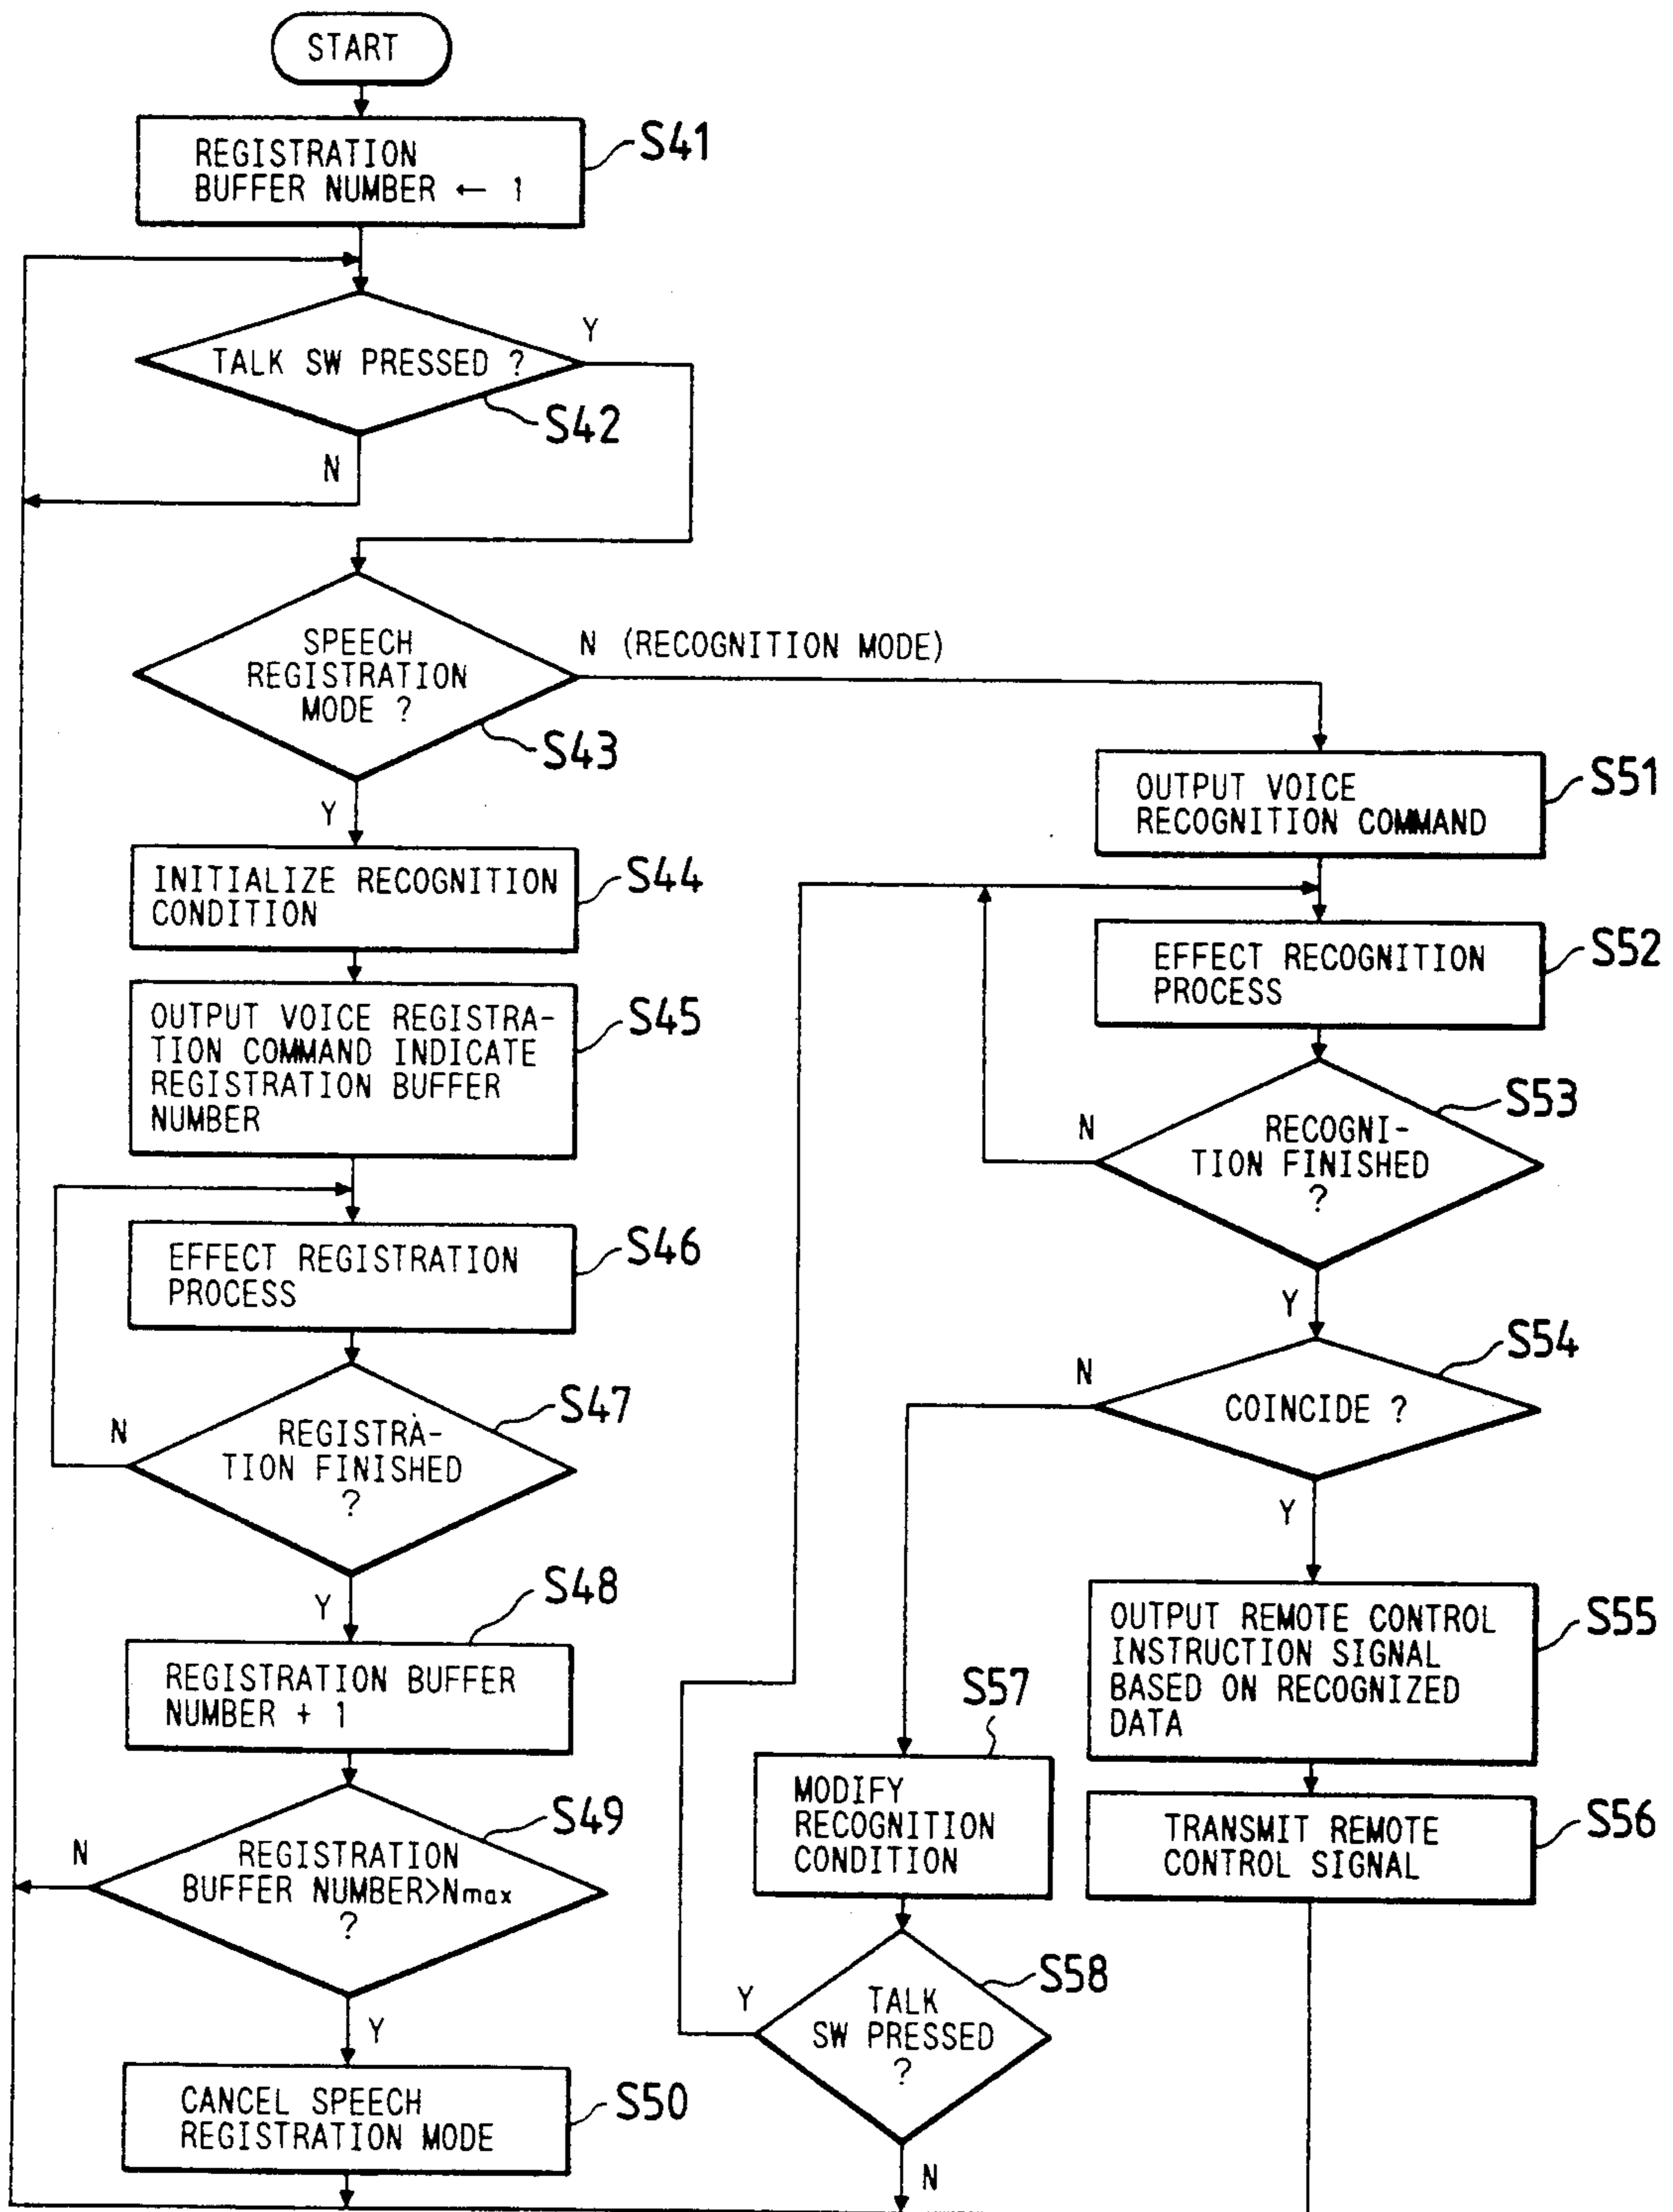 START
REGISTRATION
BUFFER NUMBER ← 1
S41
TALK SW PRESSED ?
Y
S42
N
SPEECH
REGISTRATION
MODE ?
N (RECOGNITION MODE)
S43
Y
INITIALIZE RECOGNITION
CONDITION
S44
OUTPUT VOICE REGISTRA-
TION COMMAND INDICATE
REGISTRATION BUFFER
NUMBER
S45
EFFECT REGISTRATION
PROCESS
S46
REGISTRA-
TION FINISHED
?
S47
N
Y
REGISTRATION BUFFER
NUMBER + 1
S48
REGISTRATION
BUFFER NUMBER>Nmax
?
S49
N
Y
CANCEL SPEECH
REGISTRATION MODE
S50
OUTPUT VOICE
RECOGNITION COMMAND
S51
EFFECT RECOGNITION
PROCESS
S52
RECOGNI-
TION FINISHED
?
S53
N
Y
COINCIDE ?
S54
N
Y
OUTPUT REMOTE CONTROL
INSTRUCTION SIGNAL
BASED ON RECOGNIZED
DATA
S55
TRANSMIT REMOTE
CONTROL SIGNAL
S56
S57
MODIFY
RECOGNITION
CONDITION
TALK
SW PRESSED
?
S58
Y
N